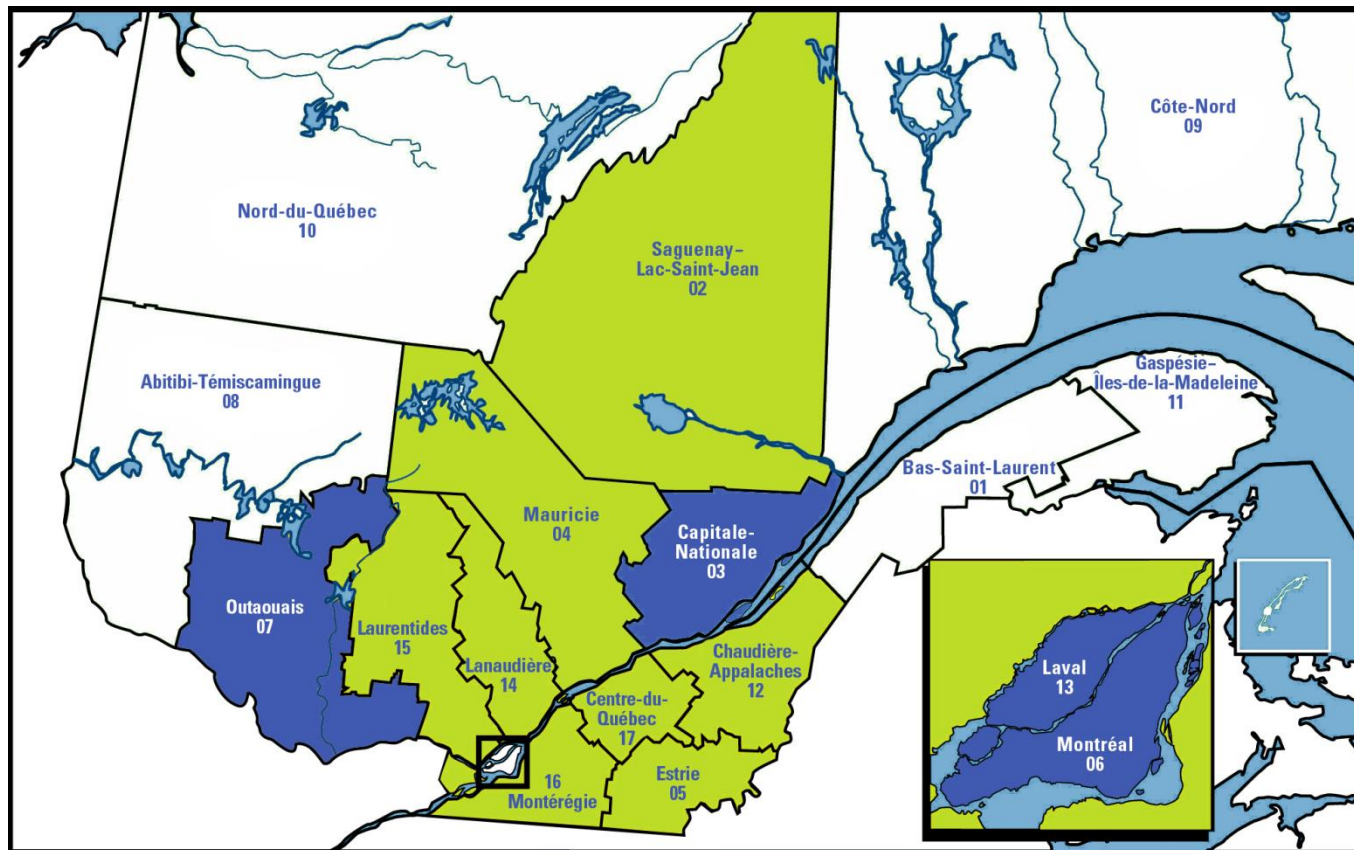 Côte-Nord
09
Nord-du-Québec
10
Saguenay–
Lac-Saint-Jean
02
Abitibi-Témiscamingue
08
Gaspésie–
Îles-de-la-Madeleine
11
Bas-Saint-Laurent
01
Mauricie
04
Capitale-
Nationale
03
Outaouais
07
Laurentides
15
Lanaudière
14
Chaudière-
Appalaches
12
Centre-du-
Québec
17
16
Montérégie
Estrie
05
Laval
13
Montréal
06